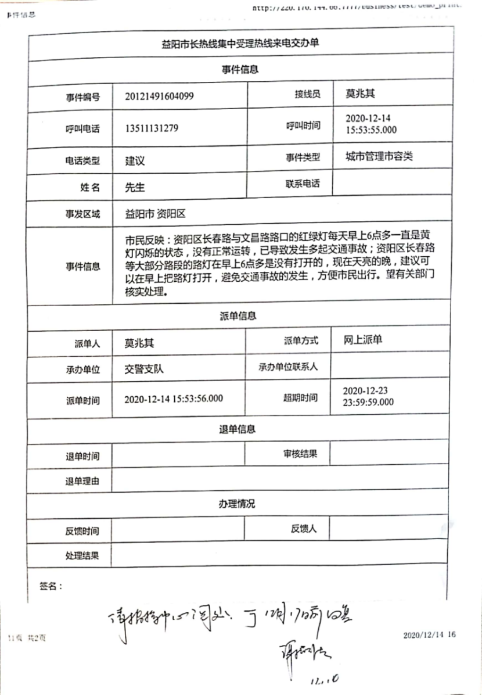 事件信息
益阳市长热线集中受理热线来电交办单
事件信息
事件编号 20121491604099 接线员 莫兆其
呼叫电话 13511131279 呼叫时间 2020-12-14
15:53:55.000
电话类型 建议 事件类型 城市管理市容类
姓名 先生 联系电话
事发区域 益阳市 资阳区
事件信息
市民反映：资阳区长春路与文昌路路口的红绿灯每天早上6点多一直是黄
灯闪烁的状态，没有正常运转，已导致发生多起交通事故；资阳区长春路
等大部分路段的路灯在早上6点多是没有打开的，现在天亮的晚，建议可
以在早上把路灯打开，避免交通事故的发生，方便市民出行。望有关部门
核实处理。
派单信息
派单人 莫兆其 派单方式 网上派单
承办单位 交警支队 承办单位联系人
派单时间 2020-12-14 15:53:56.000 超期时间 2020-12-23
23:59:59.000
退单信息
退单时间 审核结果
退单理由
办理情况
反馈时间 反馈人
处理结果
签名：
请指挥中心阅处，于12月17日前回复
共2页 2020/12/14 16